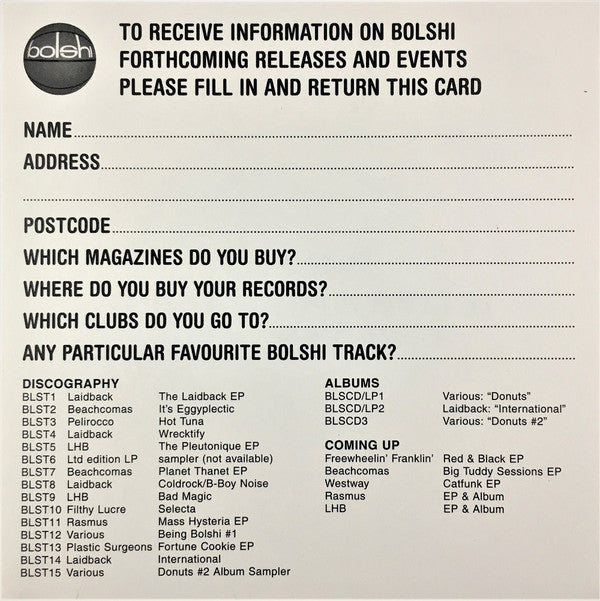 bolshi
TO RECEIVE INFORMATION ON BOLSHI
FORTHCOMING RELEASES AND EVENTS
PLEASE FILL IN AND RETURN THIS CARD
NAME
ADDRESS
POSTCODE
WHICH MAGAZINES DO YOU BUY?
WHERE DO YOU BUY YOUR RECORDS?
WHICH CLUBS DO YOU GO TO?
ANY PARTICULAR FAVOURITE BOLSHI TRACK?
DISCOGRAPHY
BLST1 Laidback The Laidback EP
BLST2 Beachcomas It's Eggyplectic
BLST3 Pelirocco Hot Tuna
BLST4 Laidback Wrecktify
BLST5 LHB The Pleutonique EP
BLST6 Ltd edition LP sampler (not available)
BLST7 Beachcomas Planet Thanet EP
BLST8 Laidback Coldrock/B-Boy Noise
BLST9 LHB Bad Magic
BLST10 Filthy Lucre Selecta
BLST11 Rasmus Mass Hysteria EP
BLST12 Various Being Bolshi #1
BLST13 Plastic Surgeons Fortune Cookie EP
BLST14 Laidback International
BLST15 Various Donuts #2 Album Sampler
ALBUMS
BLSCD/LP1 Various: “Donuts”
BLSCD/LP2 Laidback: “International”
BLSCD3 Various: “Donuts #2”
COMING UP
Freewheelin' Franklin' Red & Black EP
Beachcomas Big Tuddy Sessions EP
Westway Catfunk EP
Rasmus EP & Album
LHB EP & Album